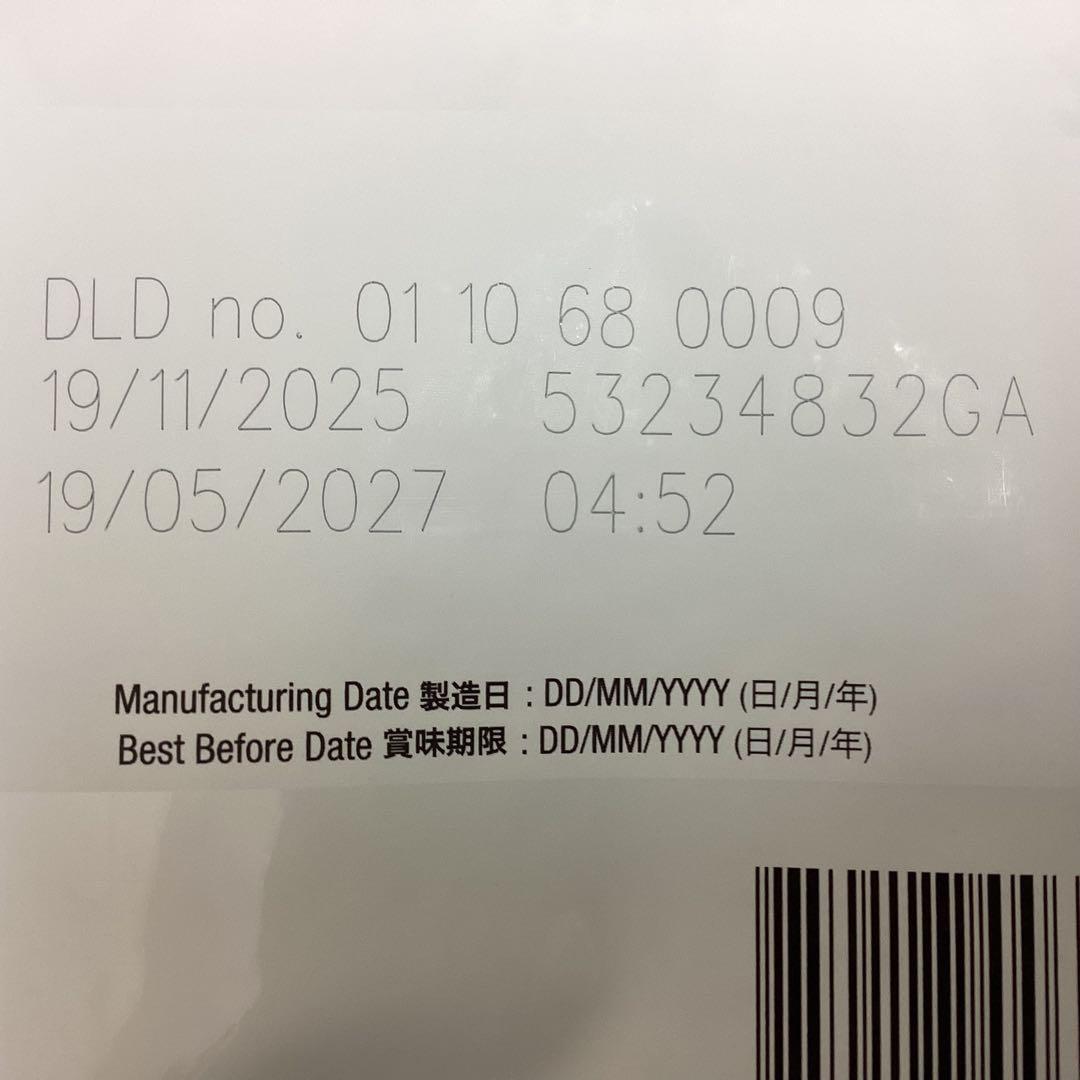 DLD no. 01 10 68 0009
19/11/2025 53234832GA
19/05/2027 04:52
Manufacturing Date 製造日 : DD/MM/YYYY (日/月/年)
Best Before Date 賞味期限 : DD/MM/YYYY (日/月/年)